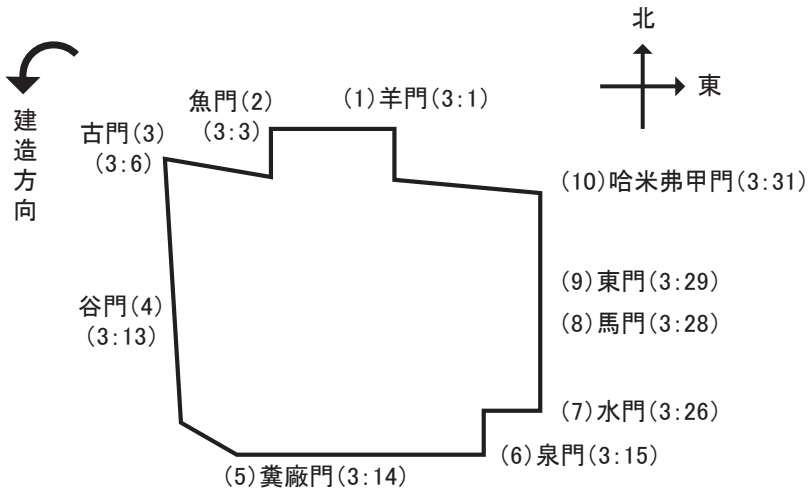 北
東
建造方向
(1)羊門(3:1)
魚門(2)
(3:3)
古門(3)
(3:6)
谷門(4)
(3:13)
(5)糞廠門(3:14)
(6)泉門(3:15)
(7)水門(3:26)
(8)馬門(3:28)
(9)東門(3:29)
(10)哈米弗甲門(3:31)